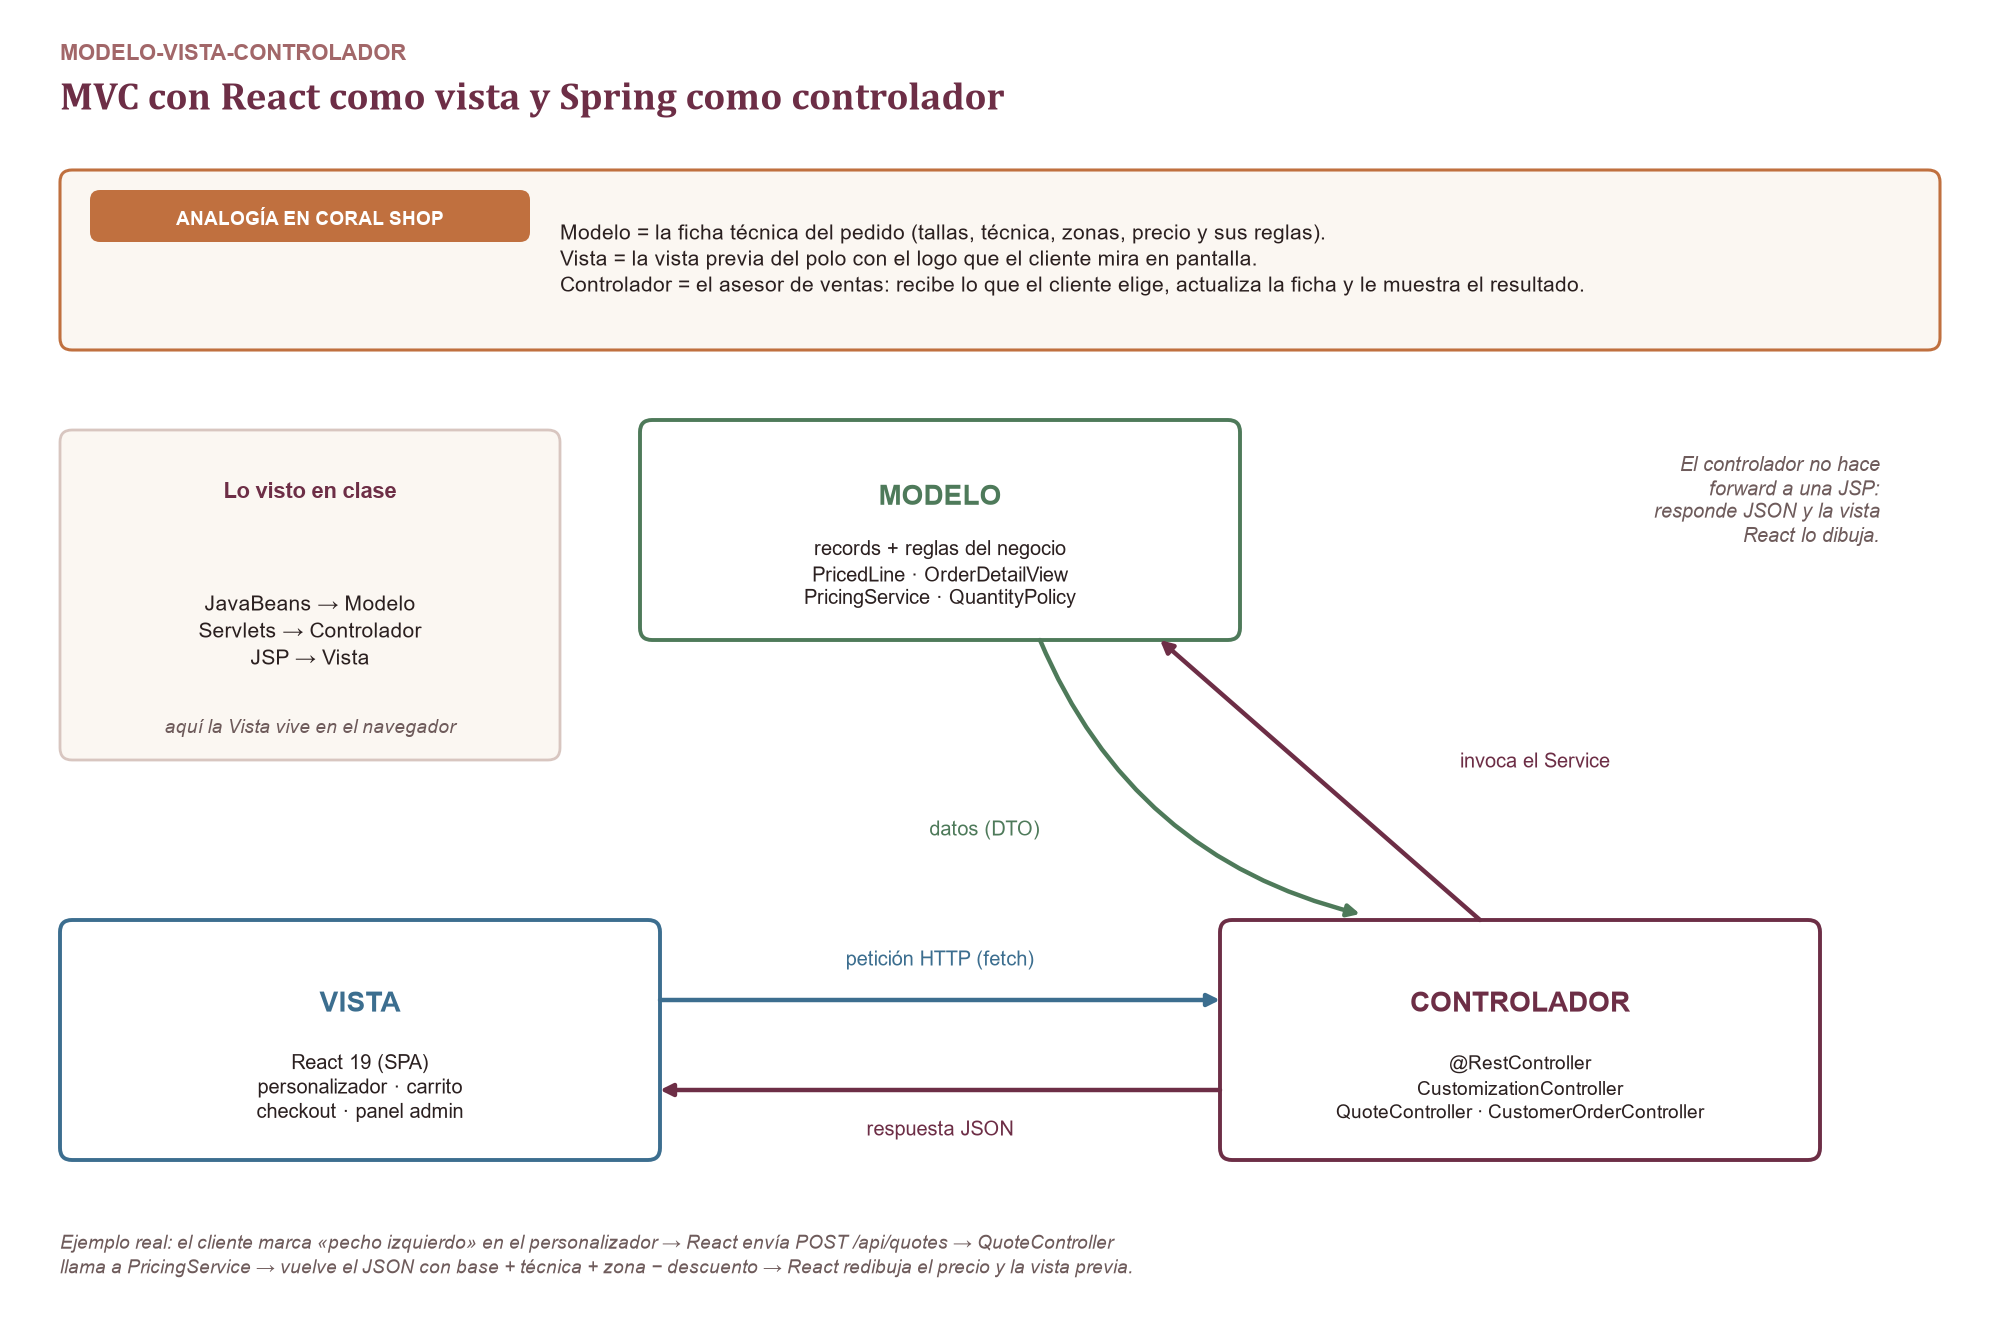 MODELO-VISTA-CONTROLADOR
MVC con React como vista y Spring como controlador
ANALOGÍA EN CORAL SHOP
Modelo = la ficha técnica del pedido (tallas, técnica, zonas, precio y sus reglas).
Vista = la vista previa del polo con el logo que el cliente mira en pantalla.
Controlador = el asesor de ventas: recibe lo que el cliente elige, actualiza la ficha y le muestra el resultado.
Lo visto en clase
JavaBeans → Modelo
Servlets → Controlador
JSP → Vista
aquí la Vista vive en el navegador
MODELO
records + reglas del negocio
PricedLine · OrderDetailView
PricingService · QuantityPolicy
El controlador no hace
forward a una JSP:
responde JSON y la vista
React lo dibuja.
invoca el Service
datos (DTO)
petición HTTP (fetch)
respuesta JSON
VISTA
React 19 (SPA)
personalizador · carrito
checkout · panel admin
CONTROLADOR
@RestController
CustomizationController
QuoteController · CustomerOrderController
Ejemplo real: el cliente marca «pecho izquierdo» en el personalizador → React envía POST /api/quotes → QuoteController
llama a PricingService → vuelve el JSON con base + técnica + zona − descuento → React redibuja el precio y la vista previa.